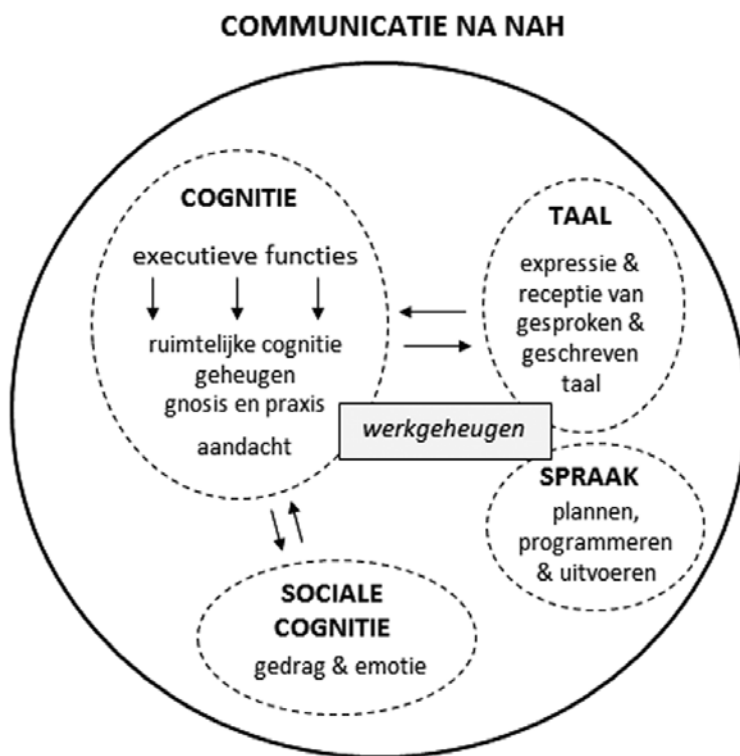 COMMUNICATIE NA NAH
COGNITIE
executieve functies
ruimtelijke cognitie
geheugen
gnosis en praxis
aandacht
TAAL
expressie &
receptie van
gesproken &
geschreven
taal
werkgeheugen
SPRAAK
plannen,
programmeren
& uitvoeren
SOCIALE
COGNITIE
gedrag & emotie